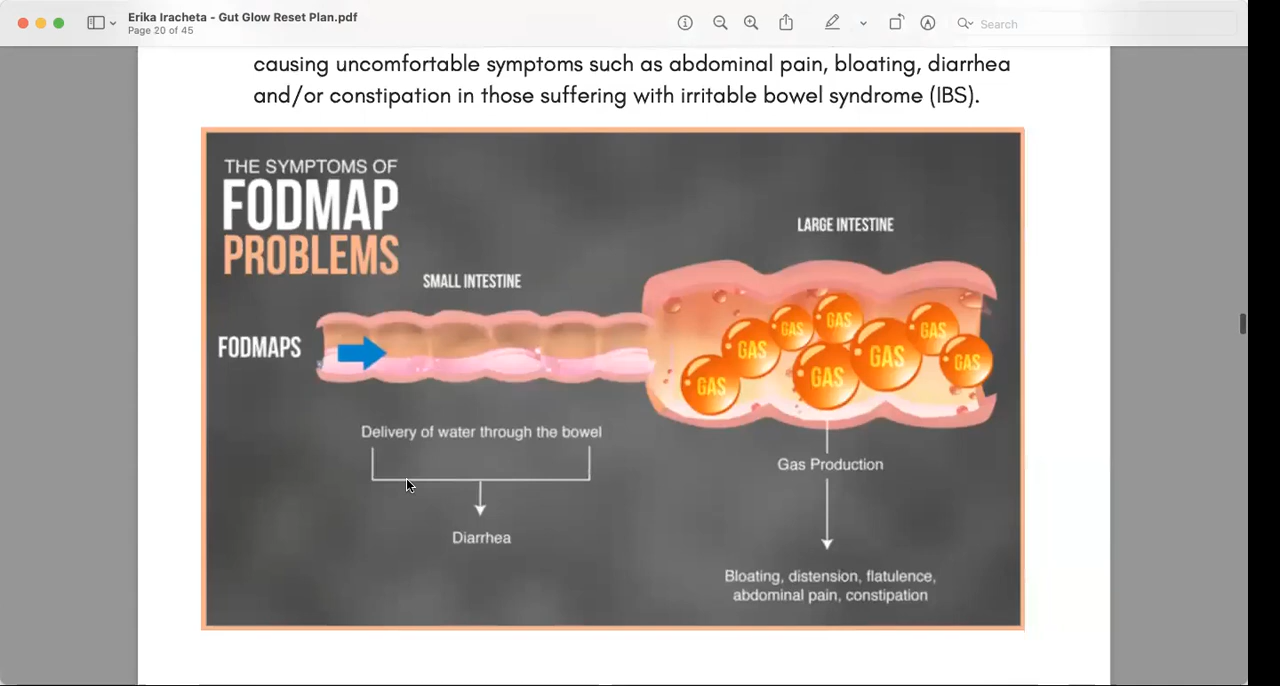 Erika Iracheta - Gut Glow Reset Plan.pdf
Page 20 of 45
Search
causing uncomfortable symptoms such as abdominal pain, bloating, diarrhea
and/or constipation in those suffering with irritable bowel syndrome (IBS).
THE SYMPTOMS OF
FODMAP
PROBLEMS
LARGE INTESTINE
SMALL INTESTINE
FODMAPS
GAS
GAS
GAS
GAS
GAS
GAS
GAS
GAS
Delivery of water through the bowel
Gas Production
Diarrhea
Bloating, distension, flatulence,
abdominal pain, constipation